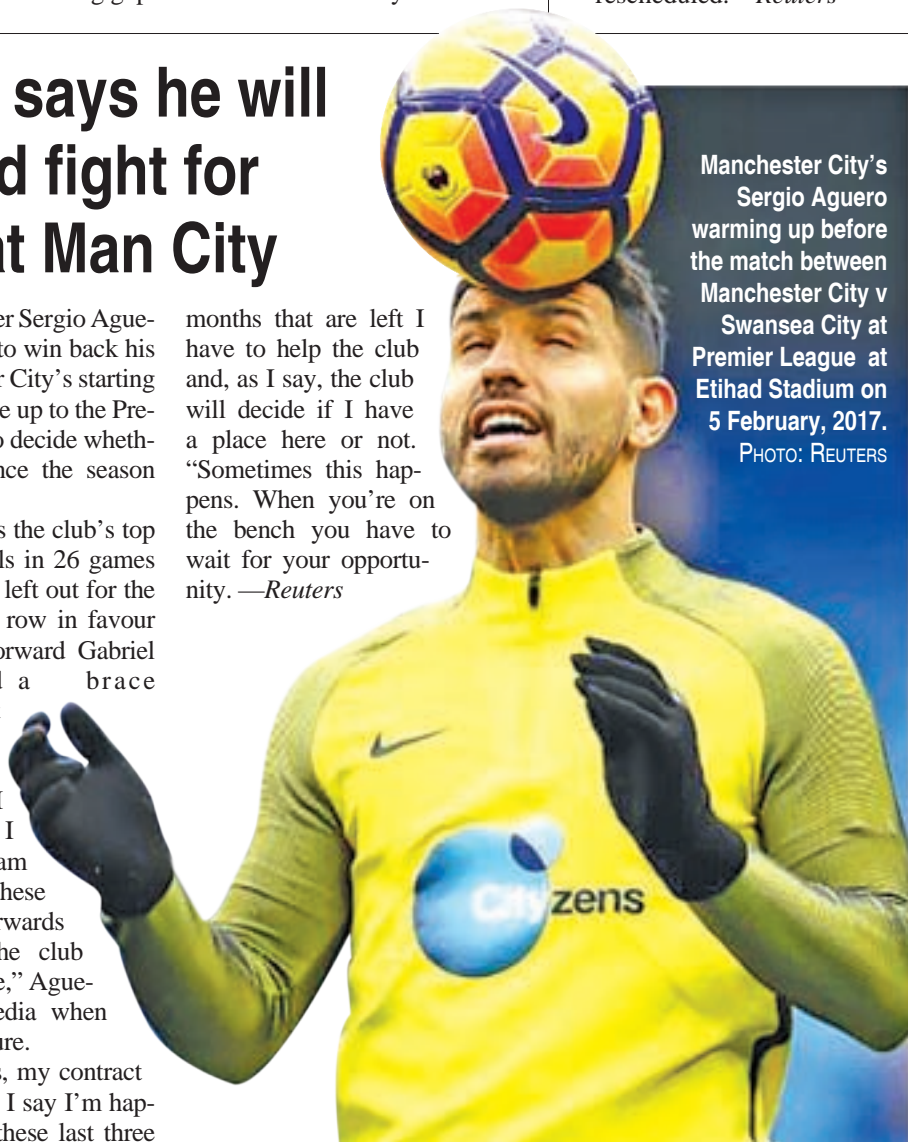 rescheduled.—Reuters
says he will
d fight for
at Man City
er Sergio Ague-
to win back his
r City's starting
e up to the Pre-
o decide wheth-
nce the season
s the club's top
ls in 26 games
left out for the
row in favour
orward Gabriel
d a brace
I
I
am
hese
rwards
he club
e,” Ague-
edia when
ure.
s, my contract
I say I'm hap-
these last three
months that are left I
have to help the club
and, as I say, the club
will decide if I have
a place here or not.
“Sometimes this hap-
pens. When you're on
the bench you have to
wait for your opportu-
nity. —Reuters
Manchester City's
Sergio Aguero
warming up before
the match between
Manchester City v
Swansea City at
Premier League at
Etihad Stadium on
5 February, 2017.
PHOTO: REUTERS
Cityzens